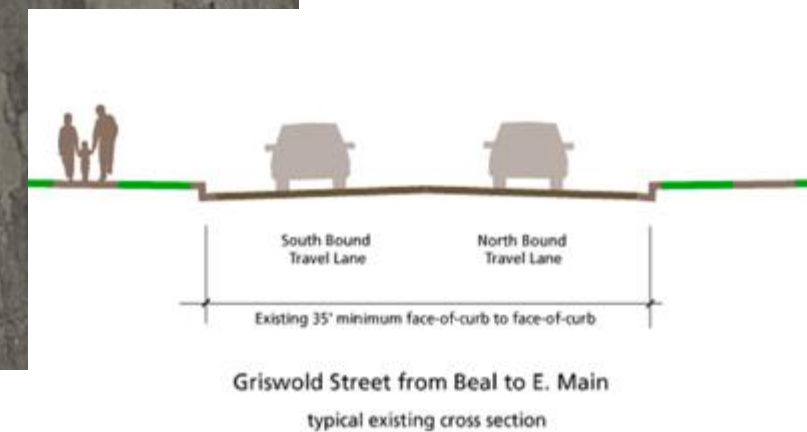 South Bound
Travel Lane
North Bound
Travel Lane
Existing 35' minimum face-of-curb to face-of-curb
Griswold Street from Beal to E. Main
typical existing cross section